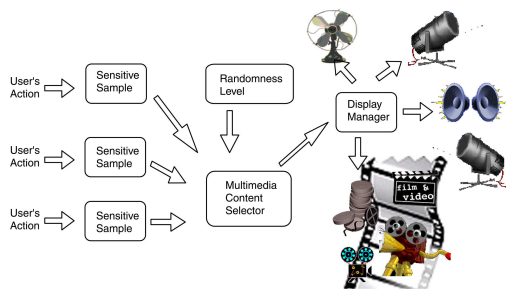 User's
Action
Sensitive
Sample
Randomness
Level
Display
Manager
User's
Action
Sensitive
Sample
Multimedia
Content
Selector
User's
Action
Sensitive
Sample
film &
video